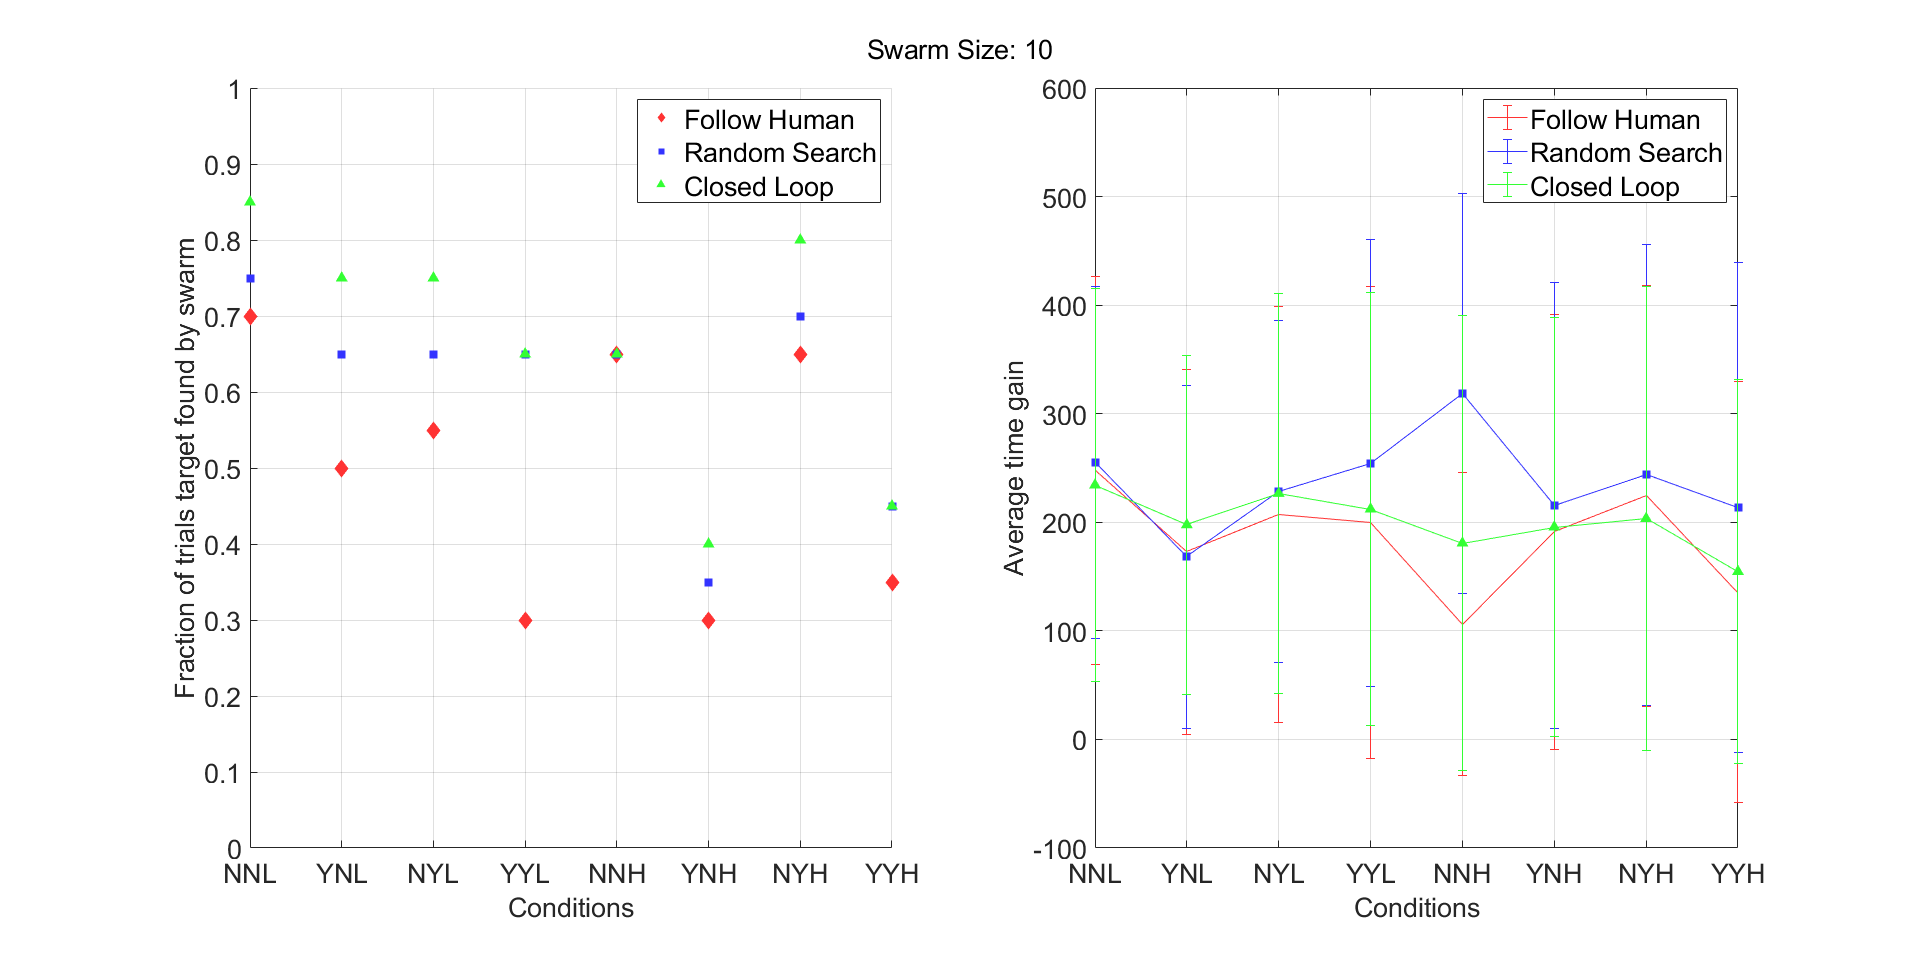 Swarm Size: 10
Fraction of trials target found by swarm
1
0.9
0.8
0.7
0.6
0.5
0.4
0.3
0.2
0.1
0
Follow Human
Random Search
Closed Loop
NNL YNL NYL YYL NNH YNH NYH YYH
Conditions
Average time gain
600
500
400
300
200
100
0
-100
Follow Human
Random Search
Closed Loop
NNL YNL NYL YYL NNH YNH NYH YYH
Conditions